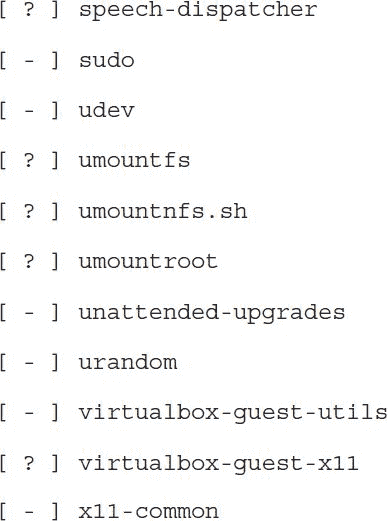 [ ? ] speech-dispatcher
[ - ] sudo
[ - ] udev
[ ? ] umountfs
[ ? ] umountnfs.sh
[ ? ] umountroot
[ - ] unattended-upgrades
[ - ] urandom
[ - ] virtualbox-guest-utils
[ ? ] virtualbox-guest-x11
[ - ] x11-common